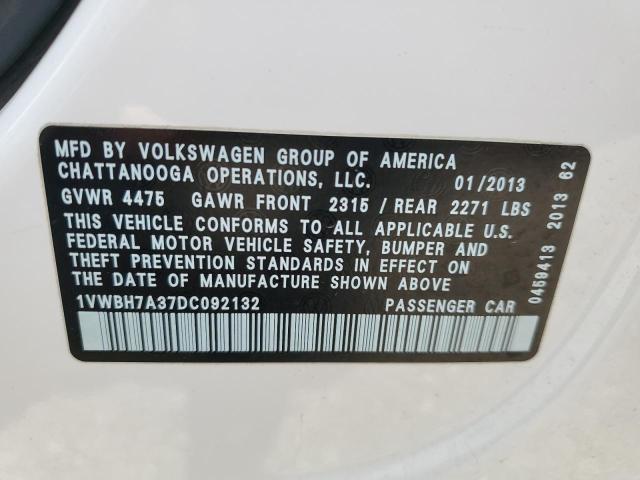 MFD BY VOLKSWAGEN GROUP OF AMERICA
CHATTANOOGA OPERATIONS, LLC. 01/2013
GVWR 4475 GAWR FRONT 2315 / REAR 2271 LBS
THIS VEHICLE CONFORMS TO ALL APPLICABLE U.S.
FEDERAL MOTOR VEHICLE SAFETY, BUMPER AND
THEFT PREVENTION STANDARDS IN EFFECT ON
THE DATE OF MANUFACTURE SHOWN ABOVE
1VWBH7A37DC092132 PASSENGER CAR
0459413 2013 62